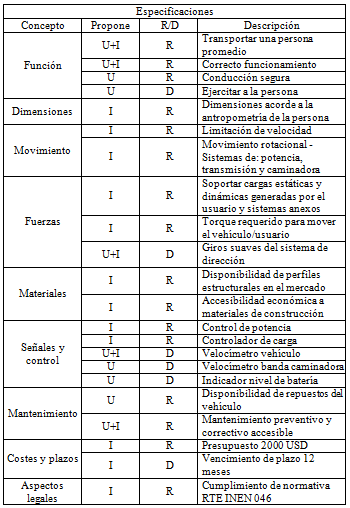 Especificaciones
Concepto Propone R/D Descripción
Función
U+I R Transportar una persona
promedio
U+I R Correcto funcionamiento
U R Conducción segura
U D Ejercitar a la persona
Dimensiones I R Dimensiones acorde a la
antropometría de la persona
Movimiento
I R Limitación de velocidad
I R Movimiento rotacional -
Sistemas de: potencia,
transmisión y caminadora
Fuerzas
I R Soportar cargas estáticas y
dinámicas generadas por el
usuario y sistemas anexos
I R Torque requerido para mover
el vehículo/usuario
U+I D Giros suaves del sistema de
dirección
Materiales
I R Disponibilidad de perfiles
estructurales en el mercado
I R Accesibilidad económica a
materiales de construcción
Señales y
control
I R Control de potencia
I R Controlador de carga
U+I D Velocímetro vehículo
U D Velocímetro banda caminadora
U D Indicador nivel de batería
Mantenimiento
U R Disponibilidad de repuestos del
vehículo
U+I R Mantenimiento preventivo y
correctivo accesible
Costes y plazos
I R Presupuesto 2000 USD
I D Vencimiento de plazo 12
meses
Aspectos
legales
I R Cumplimiento de normativa
RTE INEN 046